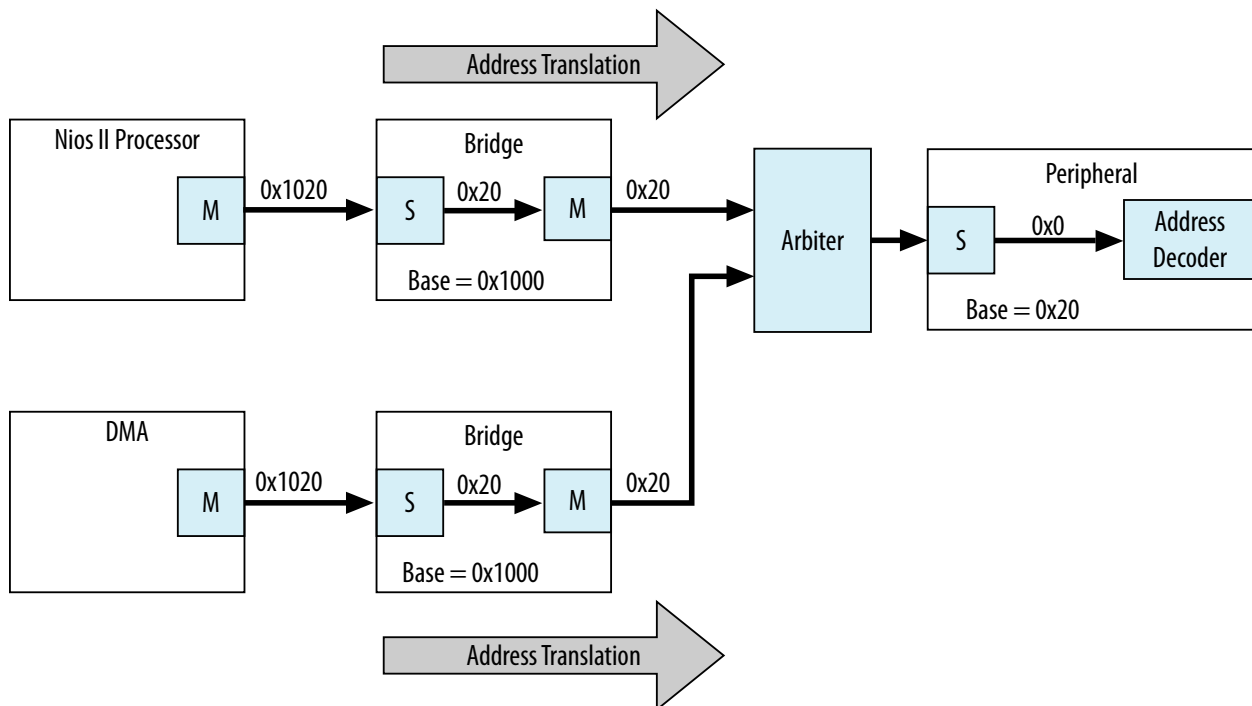 Address Translation
Nios II Processor
M
0x1020
Bridge
S
0x20
M
Base = 0x1000
0x20
Arbiter
Peripheral
S
0x0
Address
Decoder
Base = 0x20
DMA
M
0x1020
Bridge
S
0x20
M
Base = 0x1000
0x20
Address Translation